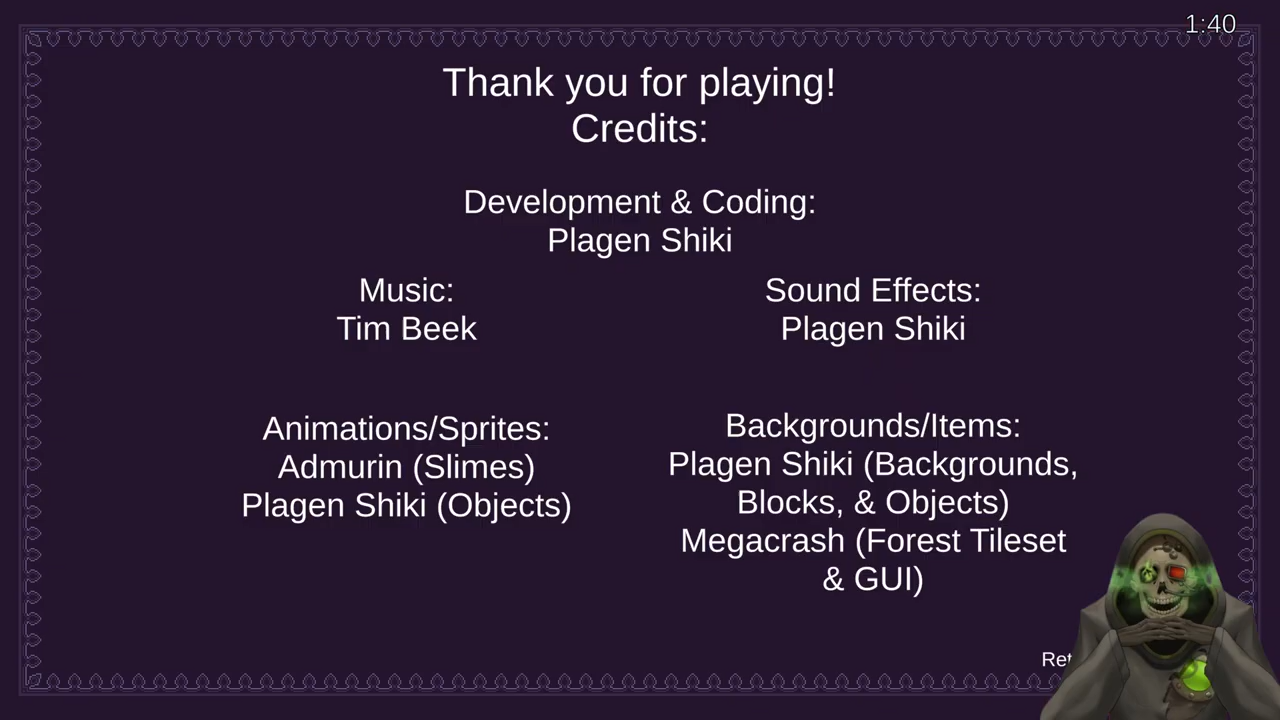 1:40
Thank you for playing!
Credits:
Development & Coding:
Plagen Shiki
Music:
Tim Beek
Sound Effects:
Plagen Shiki
Animations/Sprites:
Admurin (Slimes)
Plagen Shiki (Objects)
Backgrounds/Items:
Plagen Shiki (Backgrounds,
Blocks, & Objects)
Megacrash (Forest Tileset
& GUI)